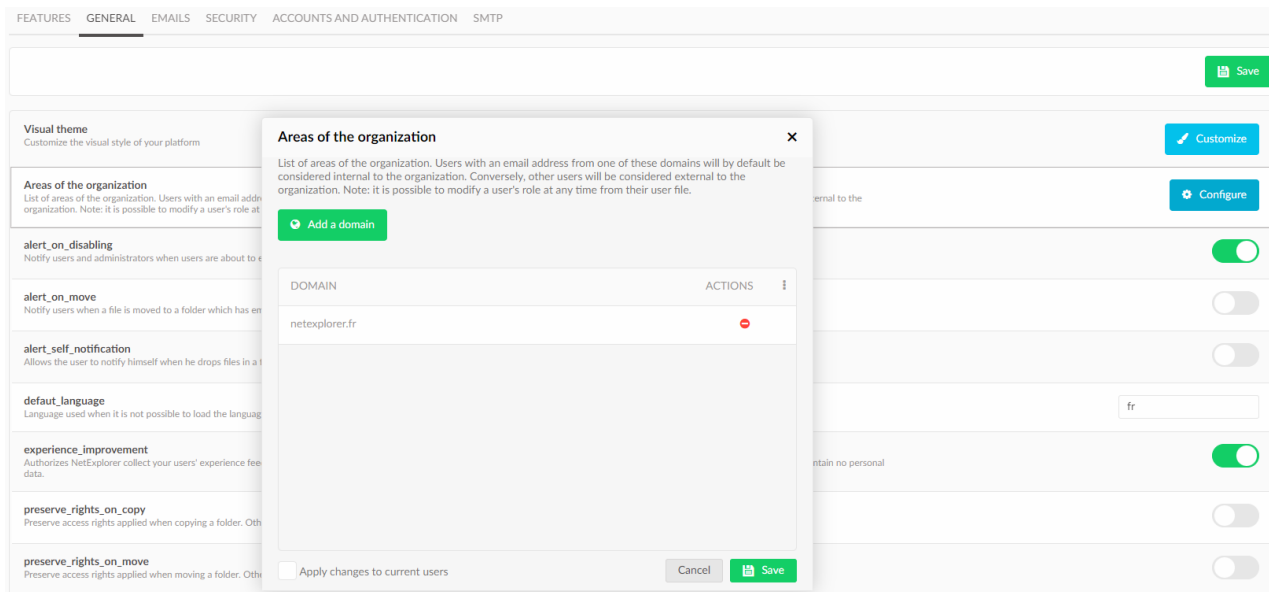 FEATURES GENERAL EMAILS SECURITY ACCOUNTS AND AUTHENTICATION SMTP
Save
Visual theme
Customize the visual style of your platform
Customize
Areas of the organization
List of areas of the organization. Users with an email addre
ernal to the
organization. Note: it is possible to modify a user's role at
Configure
alert_on_disabling
Notify users and administrators when users are about to e
alert_on_move
Notify users when a file is moved to a folder which has em
alert_self_notification
Allows the user to notify himself when he drops files in a f
defaut_language
Language used when it is not possible to load the languag
fr
experience_improvement
Authorizes NetExplorer collect your users' experience fee
ntain no personal
data.
preserve_rights_on_copy
Preserve access rights applied when copying a folder. Oth
preserve_rights_on_move
Preserve access rights applied when moving a folder. Othe
Areas of the organization
List of areas of the organization. Users with an email address from one of these domains will by default be
considered internal to the organization. Conversely, other users will be considered external to the
organization. Note: it is possible to modify a user's role at any time from their user file.
Add a domain
DOMAIN ACTIONS
netexplorer.fr
Apply changes to current users
Cancel
Save